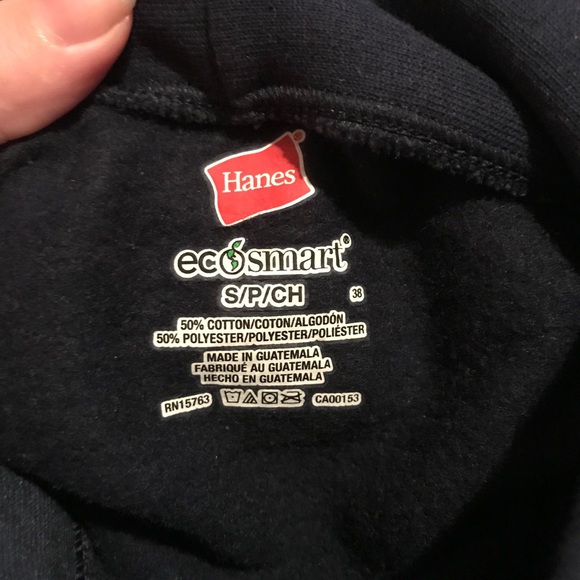 Hanes
ecosmart®
S/P/CH 38
50% COTTON/COTON/ALGODÓN
50% POLYESTER/POLYESTER/POLIÉSTER
MADE IN GUATEMALA
FABRIQUÉ AU GUATEMALA
HECHO EN GUATEMALA
RN15763 CA00153